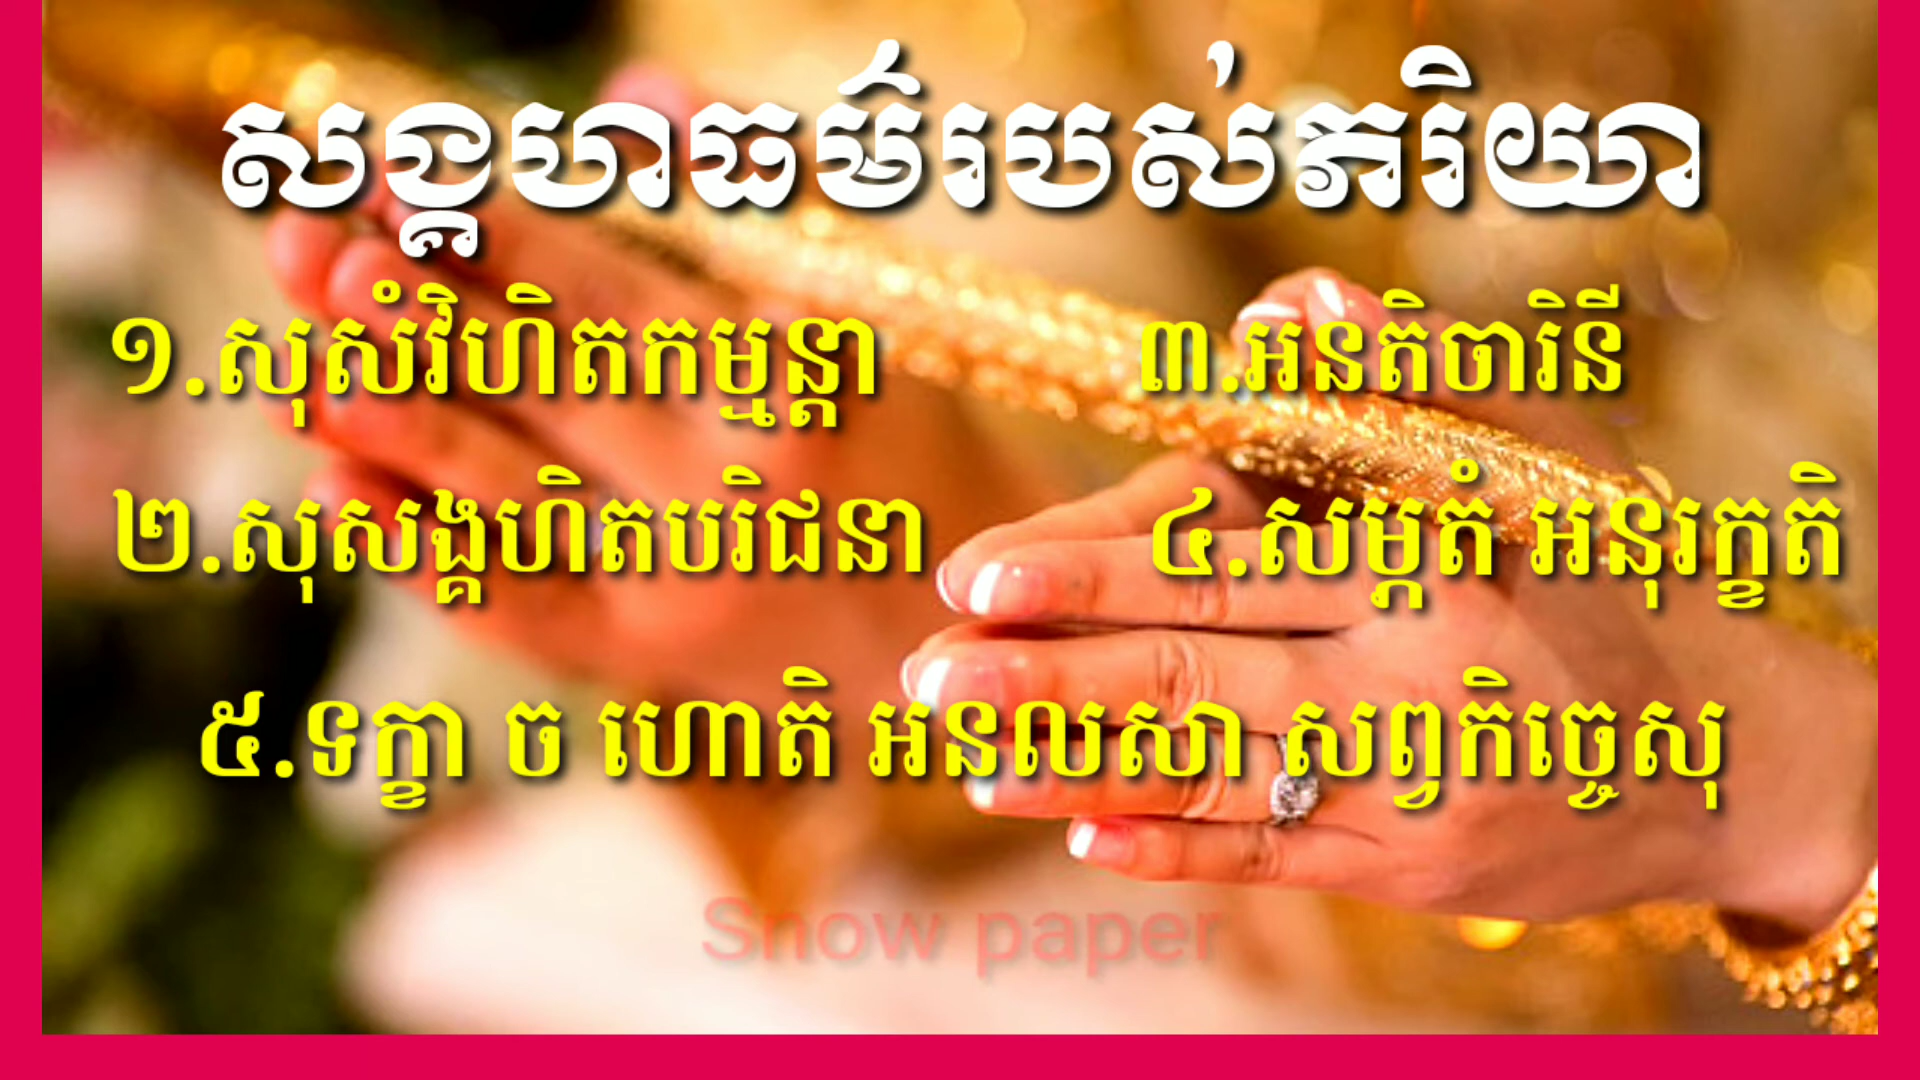 សង្គហធម៌របស់ភរិយា
១.សុសំវិហិតកម្មន្តា
២.សុសង្គហិតបរិជនា
៣.អនតិចារិនី
៤.សម្ភតំ អនុរក្ខតិ
៥.ទក្ខា ច ហោតិ អនលសា សព្វកិច្ចេសុ
Snow paper